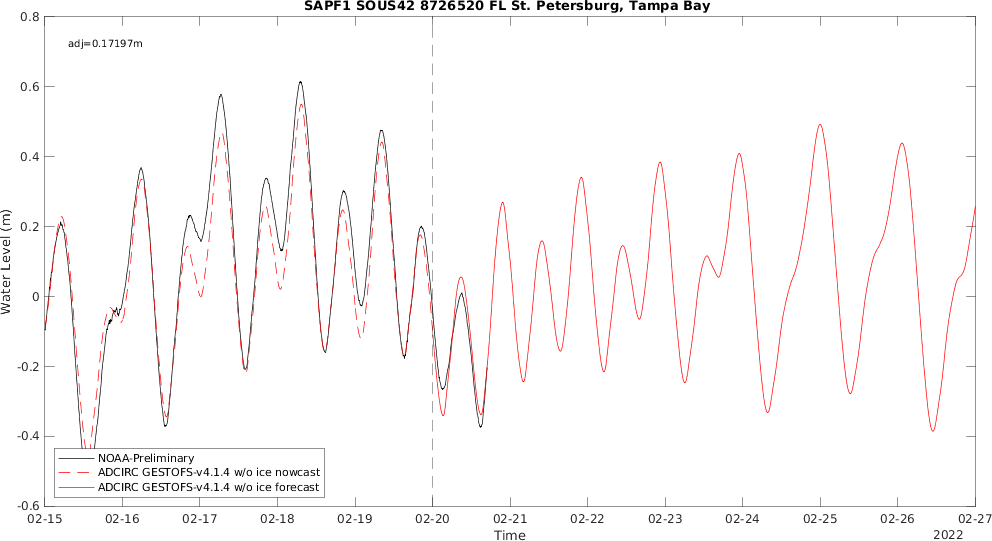 SAPF1 SOUS42 8726520 FL St. Petersburg, Tampa Bay
adj=0.17197m
0.8
0.6
0.4
0.2
0
-0.2
-0.4
-0.6
Water Level (m)
NOAA-Preliminary
ADCIRC GESTOFS-v4.1.4 w/o ice nowcast
ADCIRC GESTOFS-v4.1.4 w/o ice forecast
02-15 02-16 02-17 02-18 02-19 02-20 02-21 02-22 02-23 02-24 02-25 02-26 02-27
Time
2022